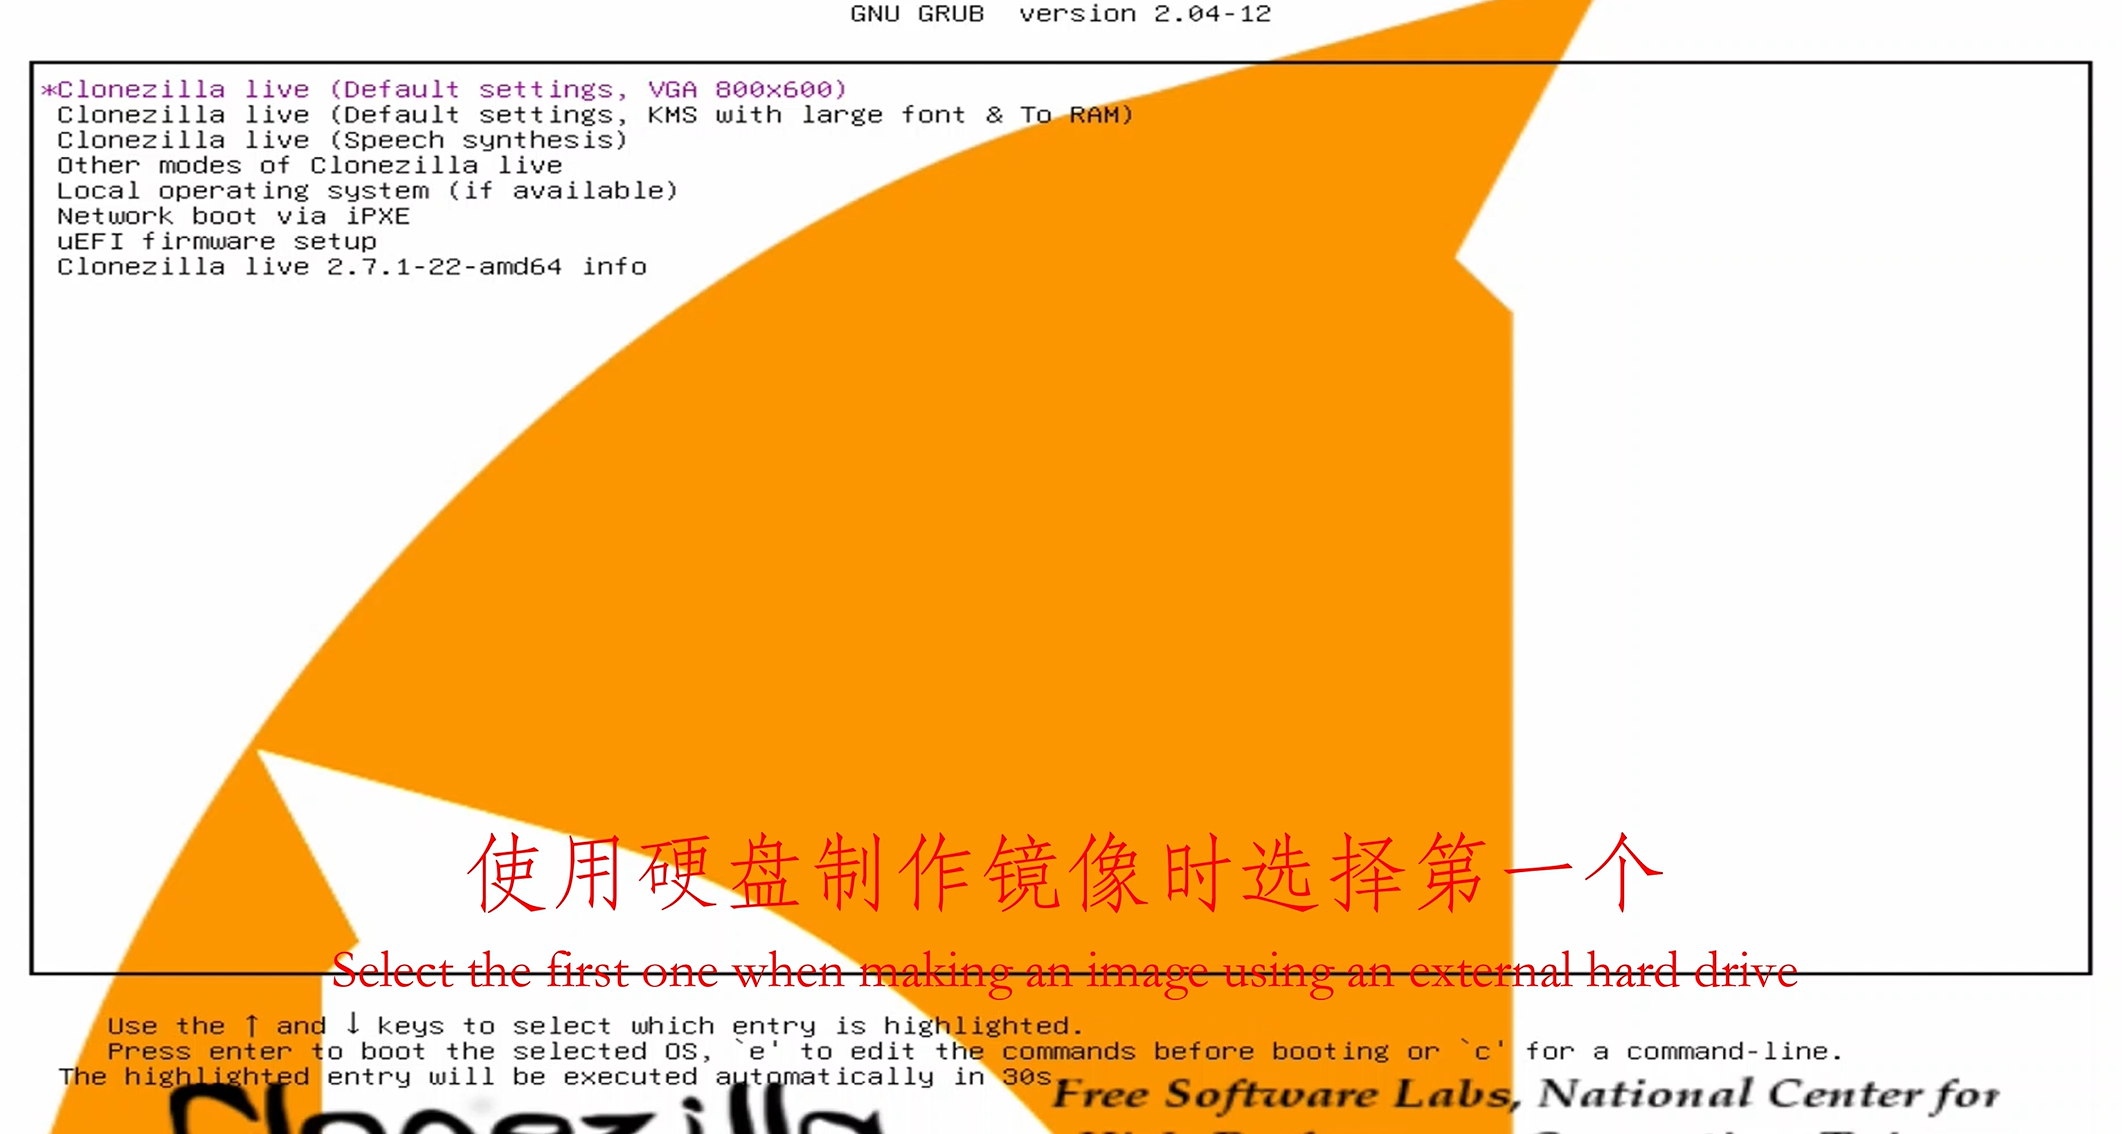 GNU GRUB  version 2.04-12
*Clonezilla live (Default settings, VGA 800x600)
Clonezilla live (Default settings, KMS with large font & To RAM)
Clonezilla live (Speech synthesis)
Other modes of Clonezilla live
Local operating system (if available)
Network boot via iPXE
uEFI firmware setup
Clonezilla live 2.7.1-22-amd64 info
使用硬盘制作镜像时选择第一个
Select the first one when making an image using an external hard drive
Use the ↑ and ↓ keys to select which entry is highlighted.
Press enter to boot the selected OS, `e' to edit the commands before booting or `c' for a command-line.
The highlighted entry will be executed automatically in 30s.
Clonezilla
Free Software Labs, National Center for